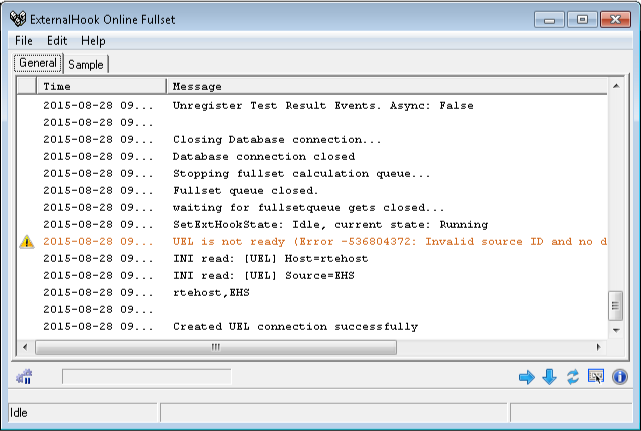 ExternalHook Online Fullset
File Edit Help
General Sample
Time Message
2015-08-28 09... Unregister Test Result Events. Async: False
2015-08-28 09...
2015-08-28 09... Closing Database connection...
2015-08-28 09... Database connection closed
2015-08-28 09... Stopping fullset calculation queue...
2015-08-28 09... Fullset queue closed.
2015-08-28 09... waiting for fullsetqueue gets closed...
2015-08-28 09... SetExtHookState: Idle, current state: Running
2015-08-28 09... UEL is not ready (Error -536804372: Invalid source ID and no d
2015-08-28 09... INI read: [UEL] Host=rtehost
2015-08-28 09... INI read: [UEL] Source=EHS
2015-08-28 09... rtehost,EHS
2015-08-28 09...
2015-08-28 09... Created UEL connection successfully
Idle